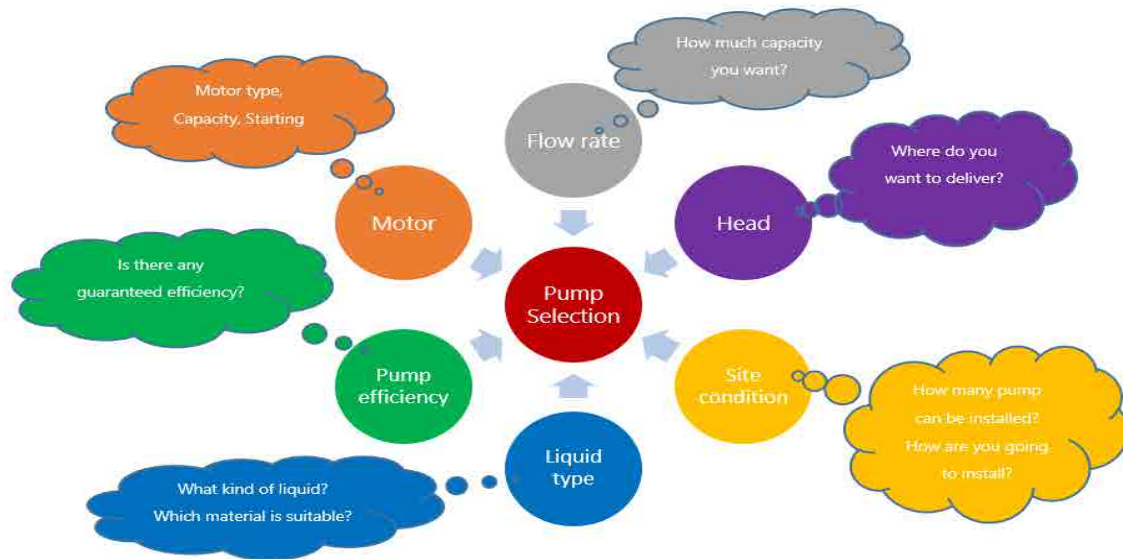 How much capacity
you want?
Flow rate
Where do you
want to deliver?
Head
Motor type,
Capacity, Starting
Motor
Is there any
guaranteed efficiency?
Pump
efficiency
Pump
Selection
Site
condition
How many pump
can be installed?
How are you going
to install?
Liquid
type
What kind of liquid?
Which material is suitable?